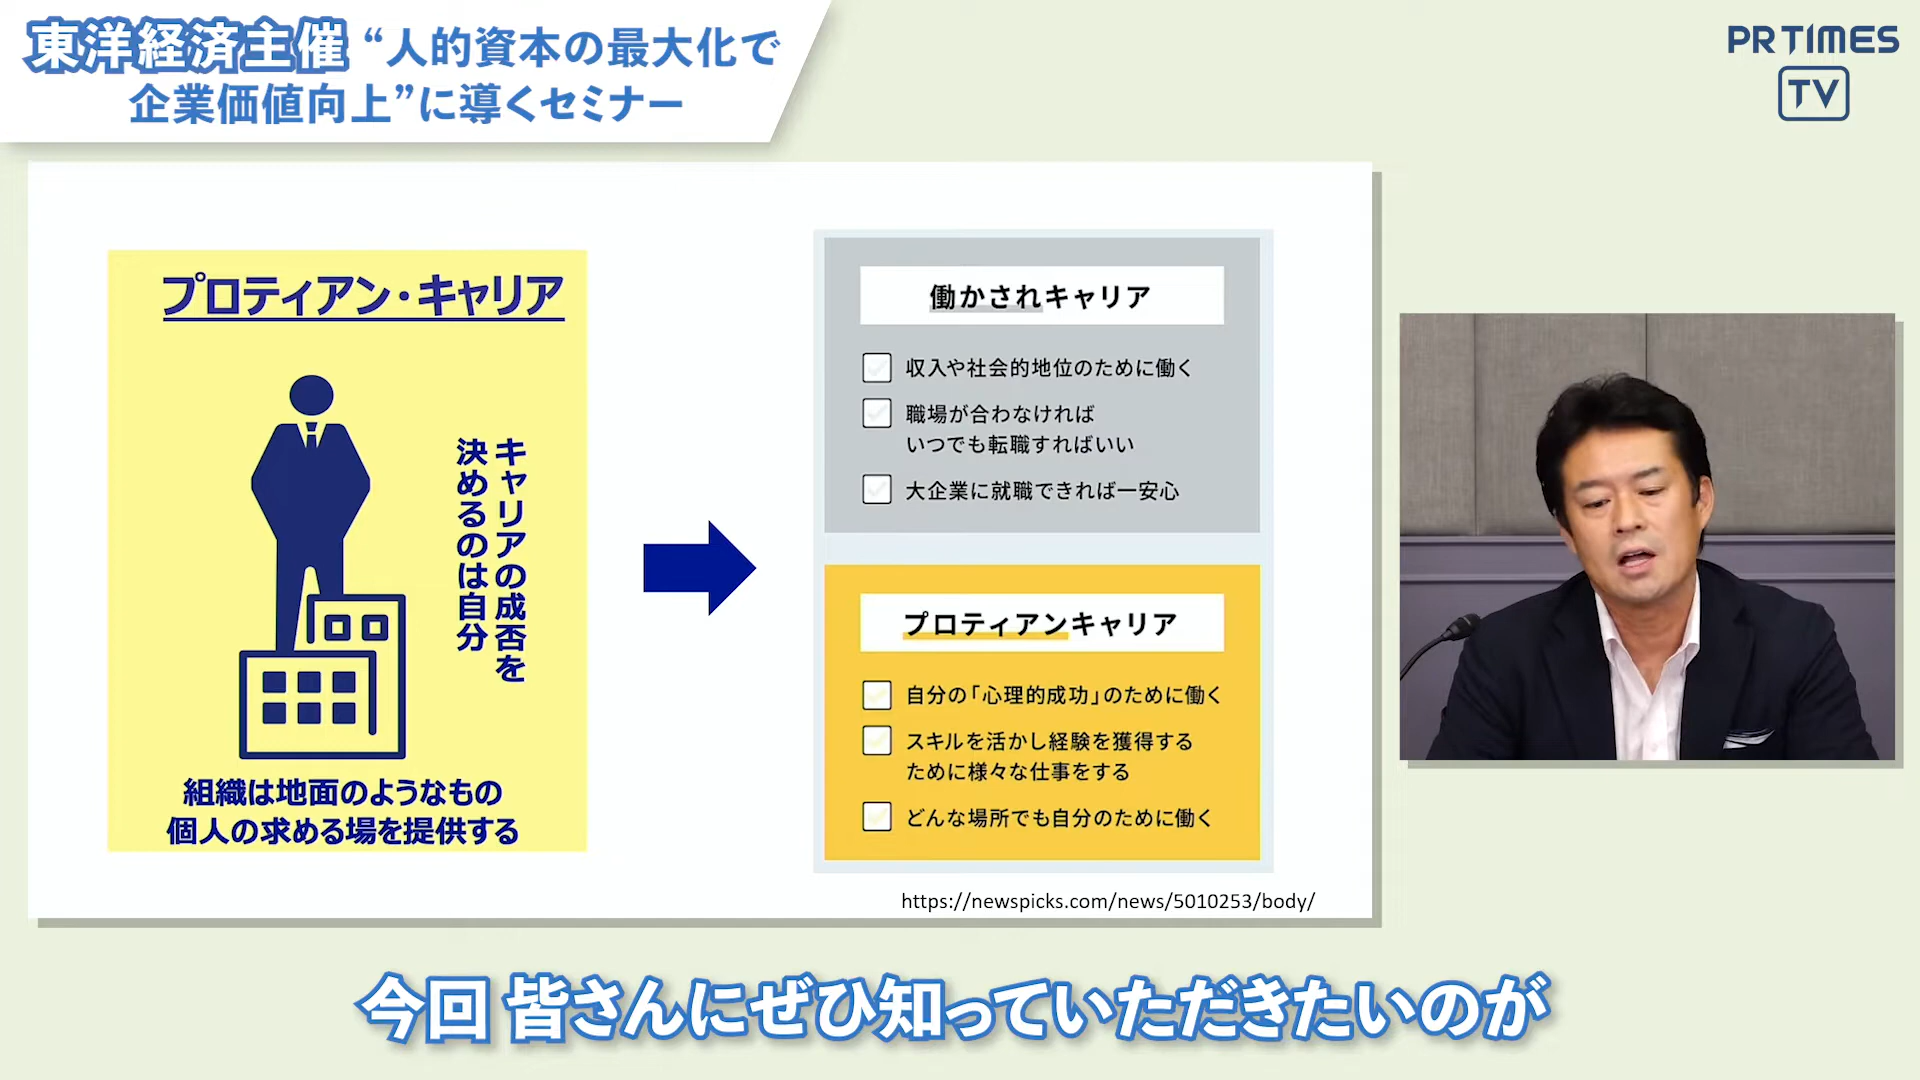 東洋経済主催 “人的資本の最大化で
企業価値向上”に導くセミナー
PR TIMES
TV
プロティアン・キャリア
キャリアの成否を
決めるのは自分
組織は地面のようなもの
個人の求める場を提供する
働かされキャリア
収入や社会的地位のために働く
職場が合わなければ
いつでも転職すればいい
大企業に就職できれば一安心
プロティアンキャリア
自分の「心理的成功」のために働く
スキルを活かし経験を獲得する
ために様々な仕事をする
どんな場所でも自分のために働く
https://newspicks.com/news/5010253/body/
今回 皆さんにぜひ知っていただきたいのが